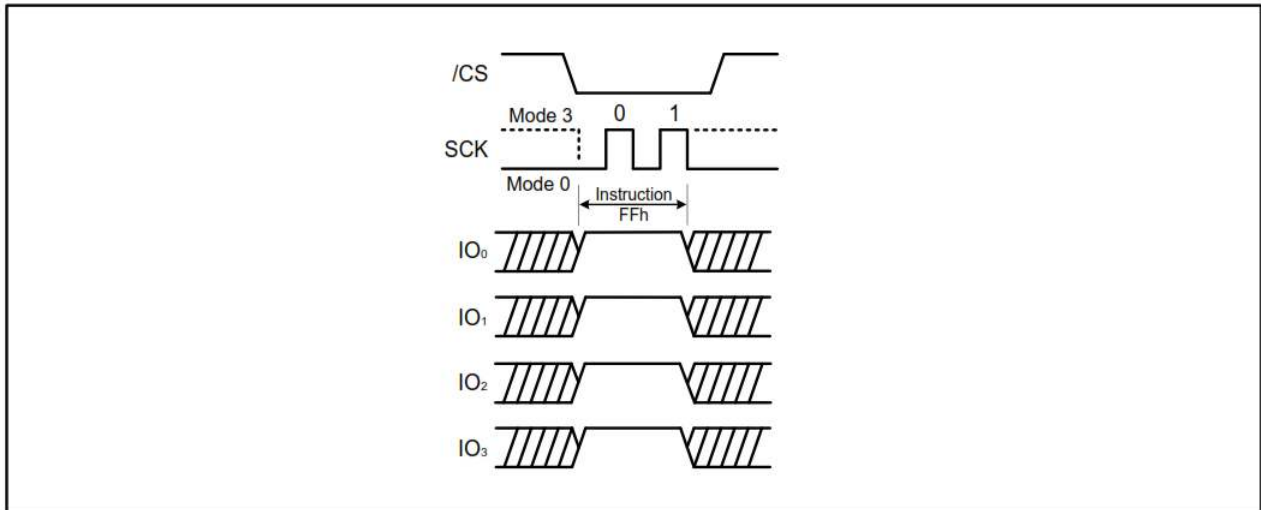 /CS
Mode 3 0 1
SCK
Mode 0
Instruction
FFh
IO₀
IO₁
IO₂
IO₃